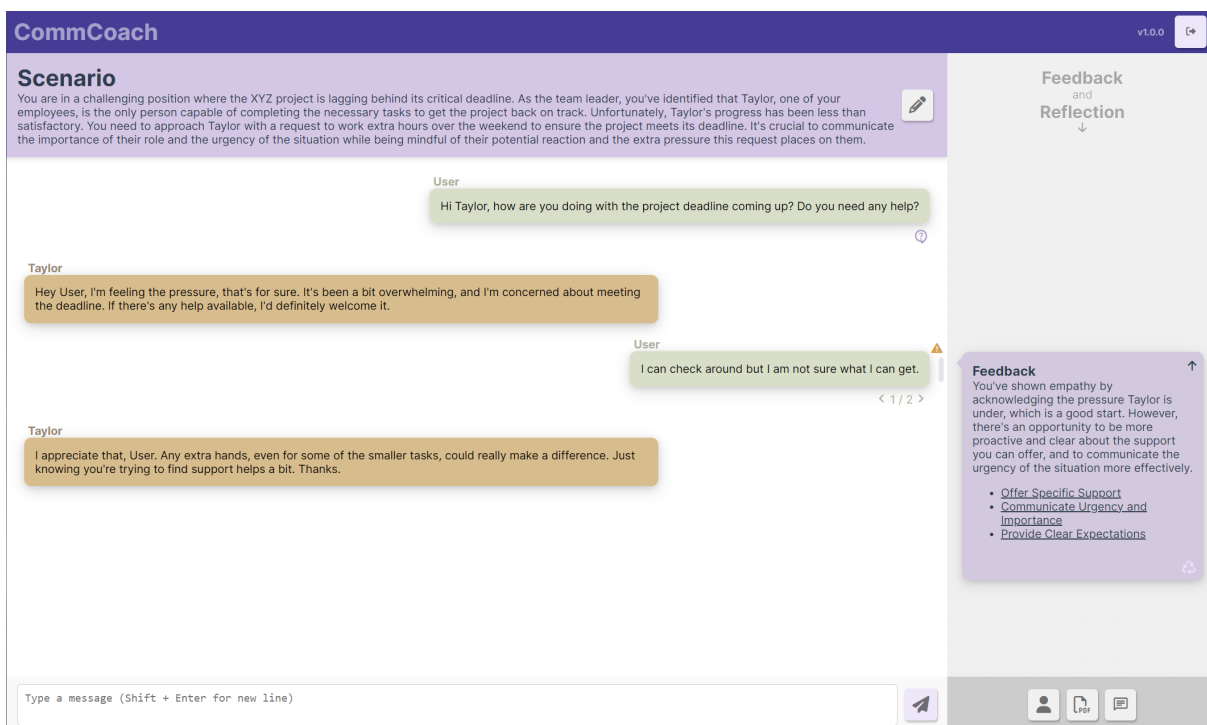 CommCoach
v1.0.0
Scenario
You are in a challenging position where the XYZ project is lagging behind its critical deadline. As the team leader, you've identified that Taylor, one of your
employees, is the only person capable of completing the necessary tasks to get the project back on track. Unfortunately, Taylor's progress has been less than
satisfactory. You need to approach Taylor with a request to work extra hours over the weekend to ensure the project meets its deadline. It's crucial to communicate
the importance of their role and the urgency of the situation while being mindful of their potential reaction and the extra pressure this request places on them.
Feedback
and
Reflection
User
Hi Taylor, how are you doing with the project deadline coming up? Do you need any help?
Taylor
Hey User, I'm feeling the pressure, that's for sure. It's been a bit overwhelming, and I'm concerned about meeting
the deadline. If there's any help available, I'd definitely welcome it.
User
I can check around but I am not sure what I can get.
< 1 / 2 >
Taylor
I appreciate that, User. Any extra hands, even for some of the smaller tasks, could really make a difference. Just
knowing you're trying to find support helps a bit. Thanks.
Feedback
You've shown empathy by
acknowledging the pressure Taylor is
under, which is a good start. However,
there's an opportunity to be more
proactive and clear about the support
you can offer, and to communicate the
urgency of the situation more effectively.
• Offer Specific Support
• Communicate Urgency and
Importance
• Provide Clear Expectations
Type a message (Shift + Enter for new line)
PDF